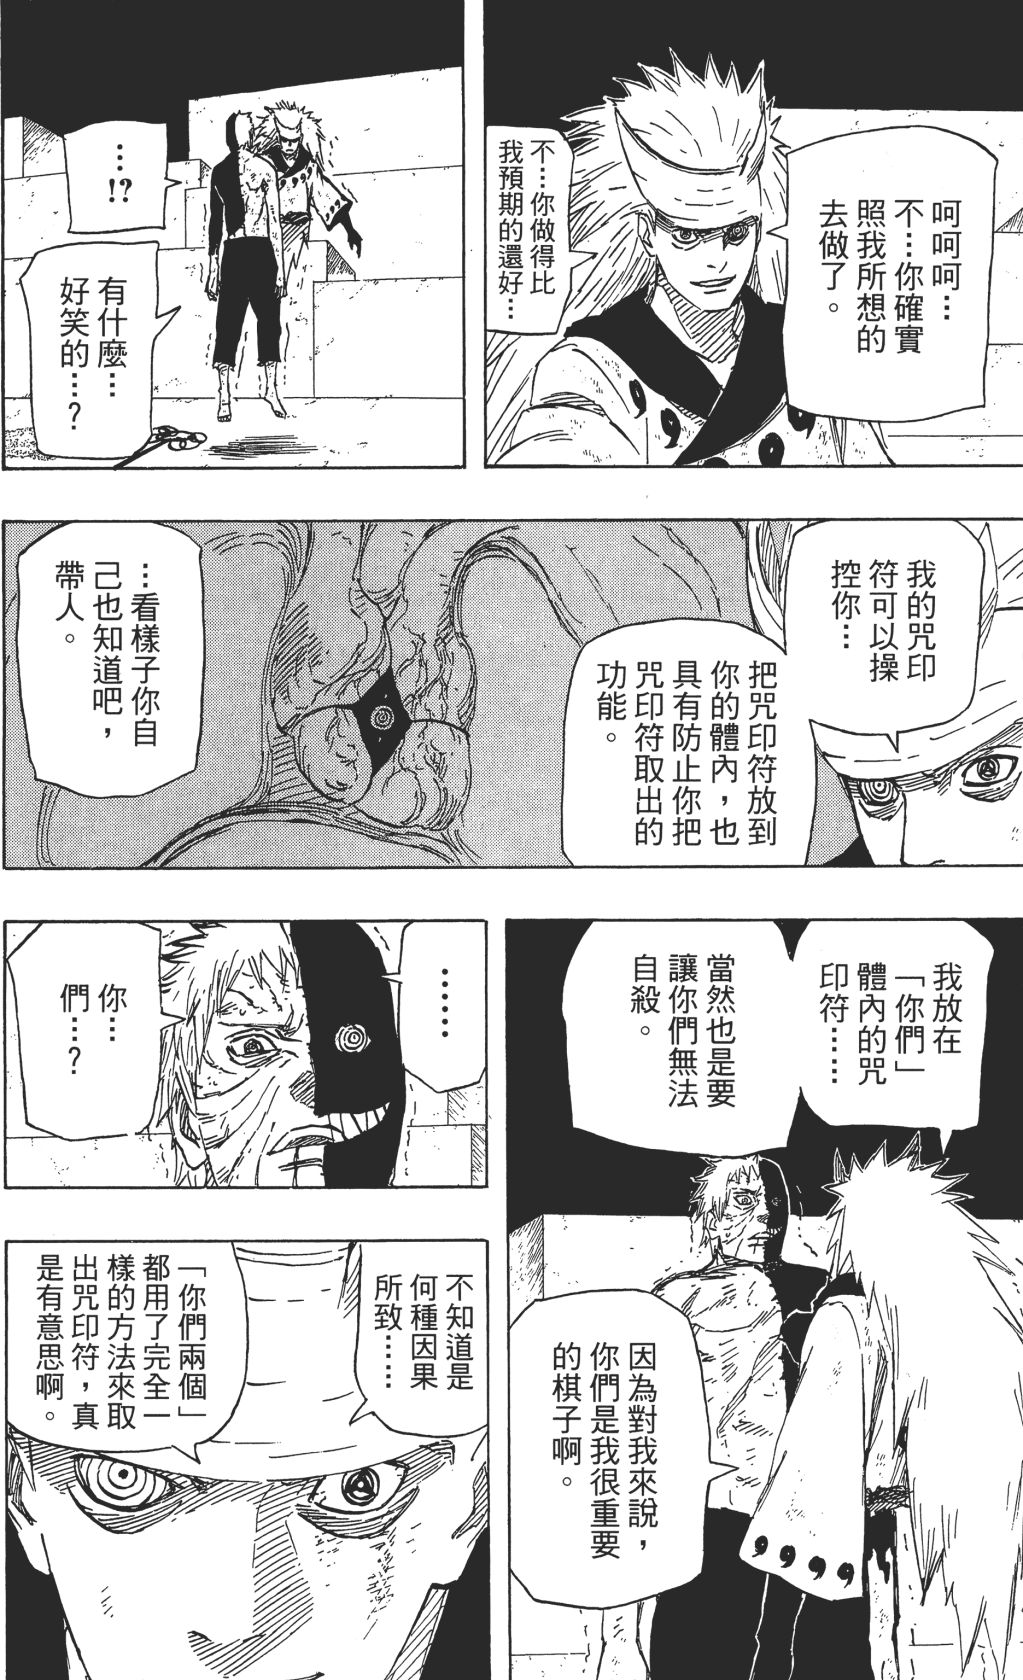 呵呵呵…
不…你確實
照我所想的
去做了。
不…你做得比
我預期的還好…
…!?
有什麼…
好笑的…?
我的咒印
符可以操
控你…
把咒印符放到
你的體內，也
具有防止你把
咒印符取出的
功能。
…看樣子你自
己也知道吧，
帶人。
我放在
「你們」
體內的咒
印符……
當然也是要
讓你們無法
自殺。
因為對我來說，
你們是我很重要
的棋子啊。
……
你…
們…?
不知道是
何種因果
所致……
「你們兩個」
都用了完全一
樣的方法來取
出咒印符，真
是有意思啊。